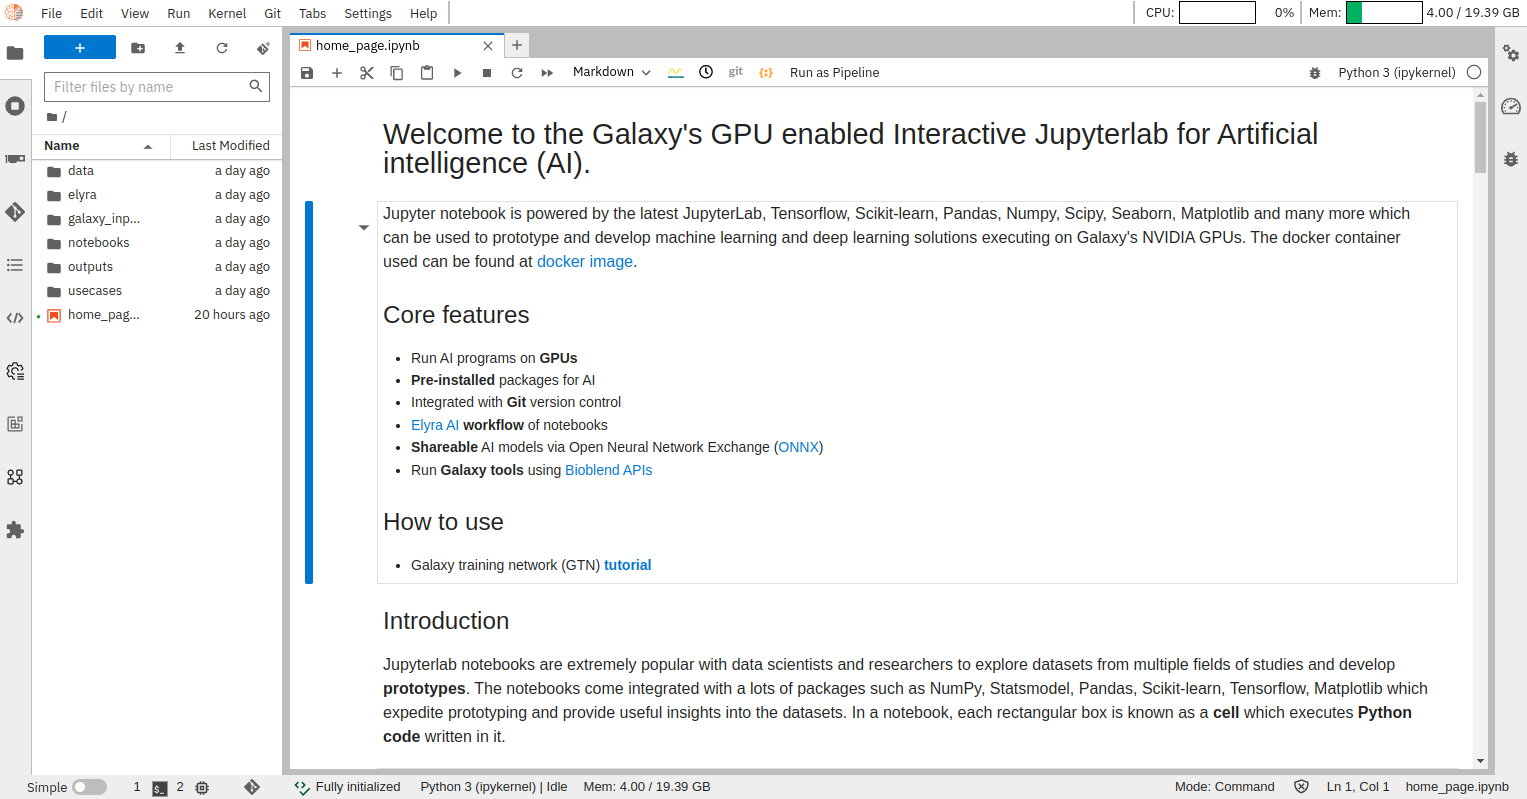 File Edit View Run Kernel Git Tabs Settings Help
CPU: 0% Mem: 4.00 / 19.39 GB
home_page.ipynb
Markdown git Run as Pipeline Python 3 (ipykernel)
Filter files by name
/
Name Last Modified
data a day ago
elyra a day ago
galaxy_inp... a day ago
notebooks a day ago
outputs a day ago
usecases a day ago
home_pag... 20 hours ago
Welcome to the Galaxy's GPU enabled Interactive Jupyterlab for Artificial
intelligence (AI).
Jupyter notebook is powered by the latest JupyterLab, Tensorflow, Scikit-learn, Pandas, Numpy, Scipy, Seaborn, Matplotlib and many more which
can be used to prototype and develop machine learning and deep learning solutions executing on Galaxy's NVIDIA GPUs. The docker container
used can be found at docker image.
Core features
• Run AI programs on GPUs
• Pre-installed packages for AI
• Integrated with Git version control
• Elyra AI workflow of notebooks
• Shareable AI models via Open Neural Network Exchange (ONNX)
• Run Galaxy tools using Bioblend APIs
How to use
• Galaxy training network (GTN) tutorial
Introduction
Jupyterlab notebooks are extremely popular with data scientists and researchers to explore datasets from multiple fields of studies and develop
prototypes. The notebooks come integrated with a lots of packages such as NumPy, Statsmodel, Pandas, Scikit-learn, Tensorflow, Matplotlib which
expedite prototyping and provide useful insights into the datasets. In a notebook, each rectangular box is known as a cell which executes Python
code written in it.
Simple 1 $_ 2 Fully initialized Python 3 (ipykernel) | Idle Mem: 4.00 / 19.39 GB Mode: Command Ln 1, Col 1 home_page.ipynb